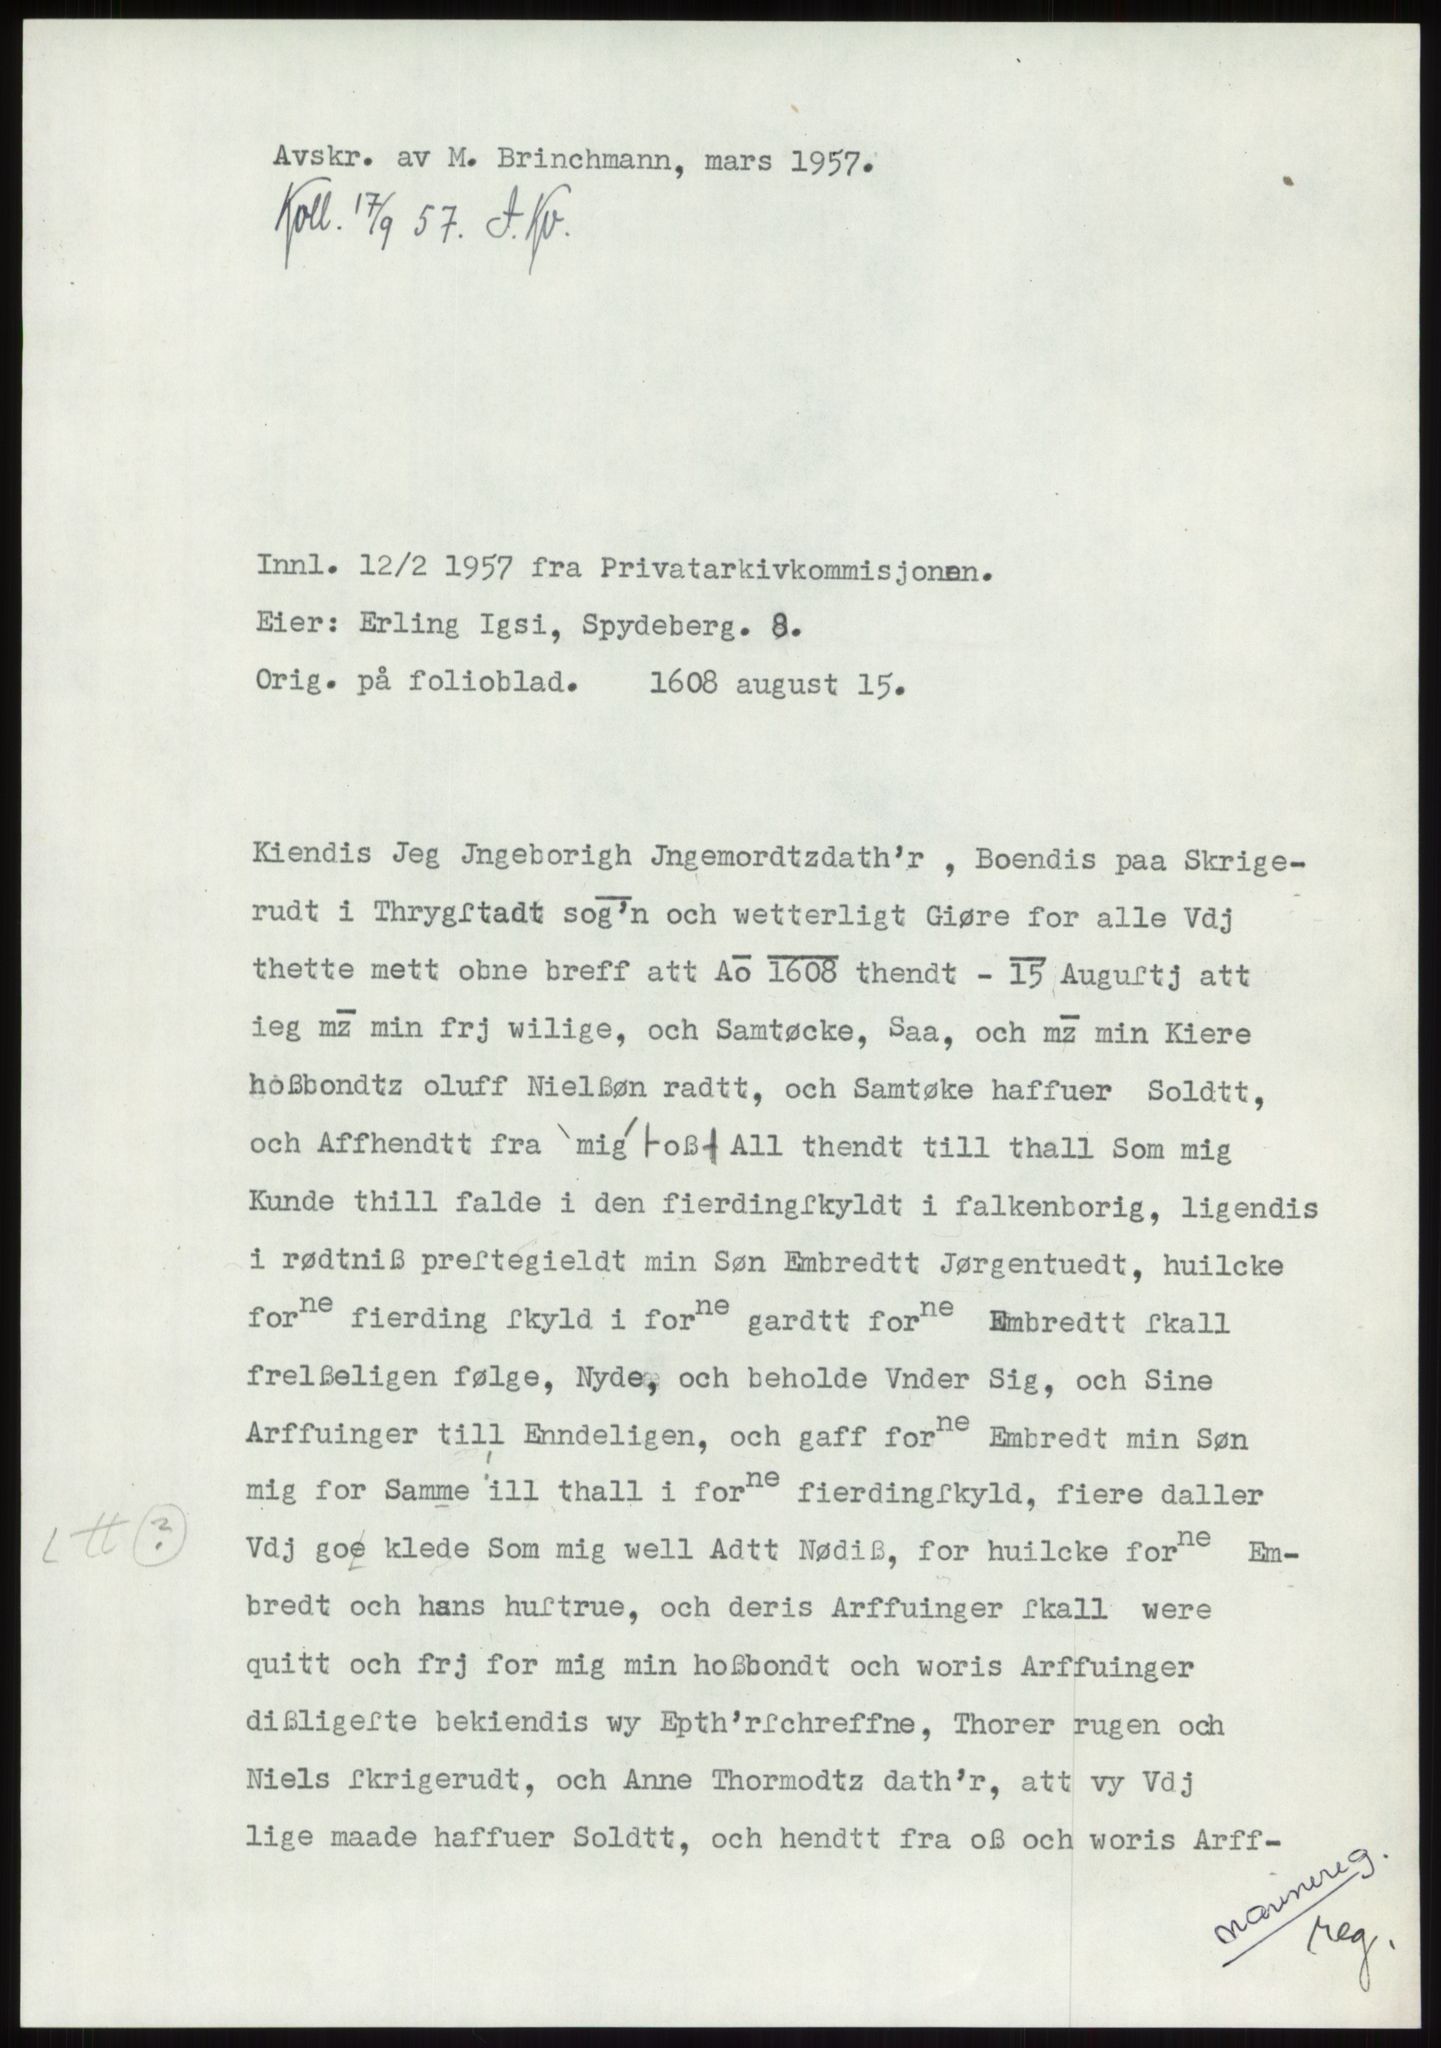 Avskr. av M. Brinchmann, mars 1957.
Koll. 17/9 57. I. Kv.
Innl. 12/2 1957 fra Privatarkivkommisjonen.
Eier: Erling Igsi, Spydeberg. 8.
Orig. på folioblad. 1608 august 15.
Kiendis Jeg Jngeborigh Jngemordtzdath'r , Boendis paa Skrige-
rudt i Thrygſtadt sog̅'n och wetterligt Giøre for alle Vdj
thette mett obne breff att Ao̅ 1̅6̅0̅8̅ thendt - 1̅5̅ Auguſtj att
ieg mz̅ min frj wilige, och Samtøcke, Saa, och mz̅ min Kiere
hoßbondtz oluff Nielßøn radtt, och Samtøke haffuer Soldtt,
och Affhendtt fra `mig´ ⊢oß⊣ All thendt till thall Som mig
Kunde thill falde i den fierdingſkyldt i falkenborig, ligendis
i rødtniß preſtegieldt min Søn Embredtt Jørgentuedt, huilcke
forⁿᵉ fierding ſkyld i forⁿᵉ gardtt forⁿᵉ Embredtt ſkall
frelßeligen følge, Nyde, och beholde Vnder Sig, och Sine
Arffuinger till Enndeligen, och gaff forⁿᵉ Embredt min Søn
mig for Samme ill thall i forⁿᵉ fierdingſkyld, fiere daller
Vdj goe klede Som mig well Adtt Nødiß, for huilcke forⁿᵉ Em-
tt (?)
bredt och hans huſtrue, och deris Arffuinger ſkall were
quitt och frj for mig min hoßbondt och woris Arffuinger
dißligeſte bekiendis wy Epth'rſchreffne, Thorer rugen och
Niels ſkrigerudt, och Anne Thormodtz dath'r, att vy Vdj
lige maade haffuer Soldtt, och hendtt fra oß och woris Arff-
reg.